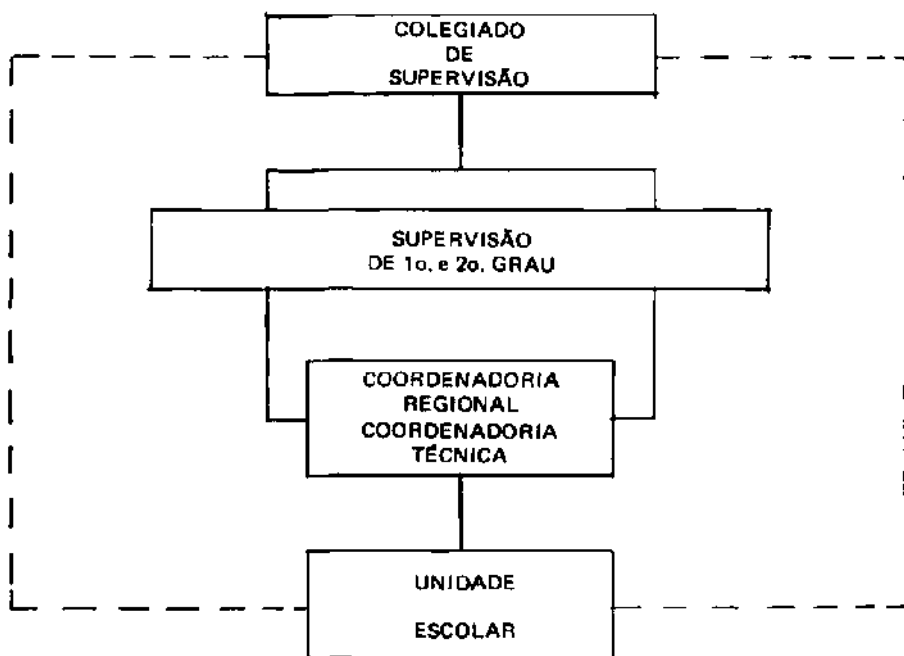 COLEGIADO
DE
SUPERVISÃO
SUPERVISÃO
DE 1o. e 2o. GRAU
COORDENADORIA
REGIONAL
COORDENADORIA
TÉCNICA
UNIDADE
ESCOLAR